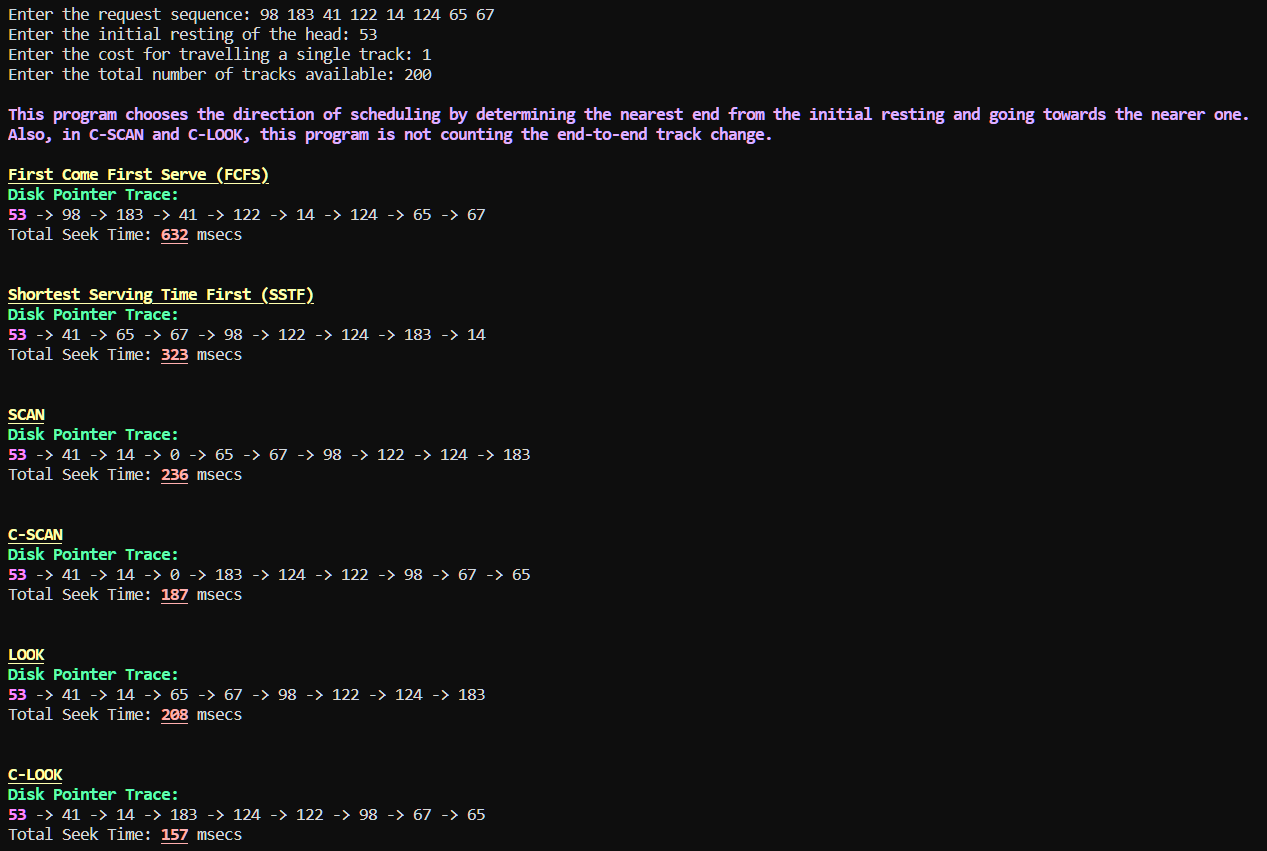 Enter the request sequence: 98 183 41 122 14 124 65 67
Enter the initial resting of the head: 53
Enter the cost for travelling a single track: 1
Enter the total number of tracks available: 200
This program chooses the direction of scheduling by determining the nearest end from the initial resting and going towards the nearer one.
Also, in C-SCAN and C-LOOK, this program is not counting the end-to-end track change.
First Come First Serve (FCFS)
Disk Pointer Trace:
53 -> 98 -> 183 -> 41 -> 122 -> 14 -> 124 -> 65 -> 67
Total Seek Time: 632 msecs
Shortest Serving Time First (SSTF)
Disk Pointer Trace:
53 -> 41 -> 65 -> 67 -> 98 -> 122 -> 124 -> 183 -> 14
Total Seek Time: 323 msecs
SCAN
Disk Pointer Trace:
53 -> 41 -> 14 -> 0 -> 65 -> 67 -> 98 -> 122 -> 124 -> 183
Total Seek Time: 236 msecs
C-SCAN
Disk Pointer Trace:
53 -> 41 -> 14 -> 0 -> 183 -> 124 -> 122 -> 98 -> 67 -> 65
Total Seek Time: 187 msecs
LOOK
Disk Pointer Trace:
53 -> 41 -> 14 -> 65 -> 67 -> 98 -> 122 -> 124 -> 183
Total Seek Time: 208 msecs
C-LOOK
Disk Pointer Trace:
53 -> 41 -> 14 -> 183 -> 124 -> 122 -> 98 -> 67 -> 65
Total Seek Time: 157 msecs